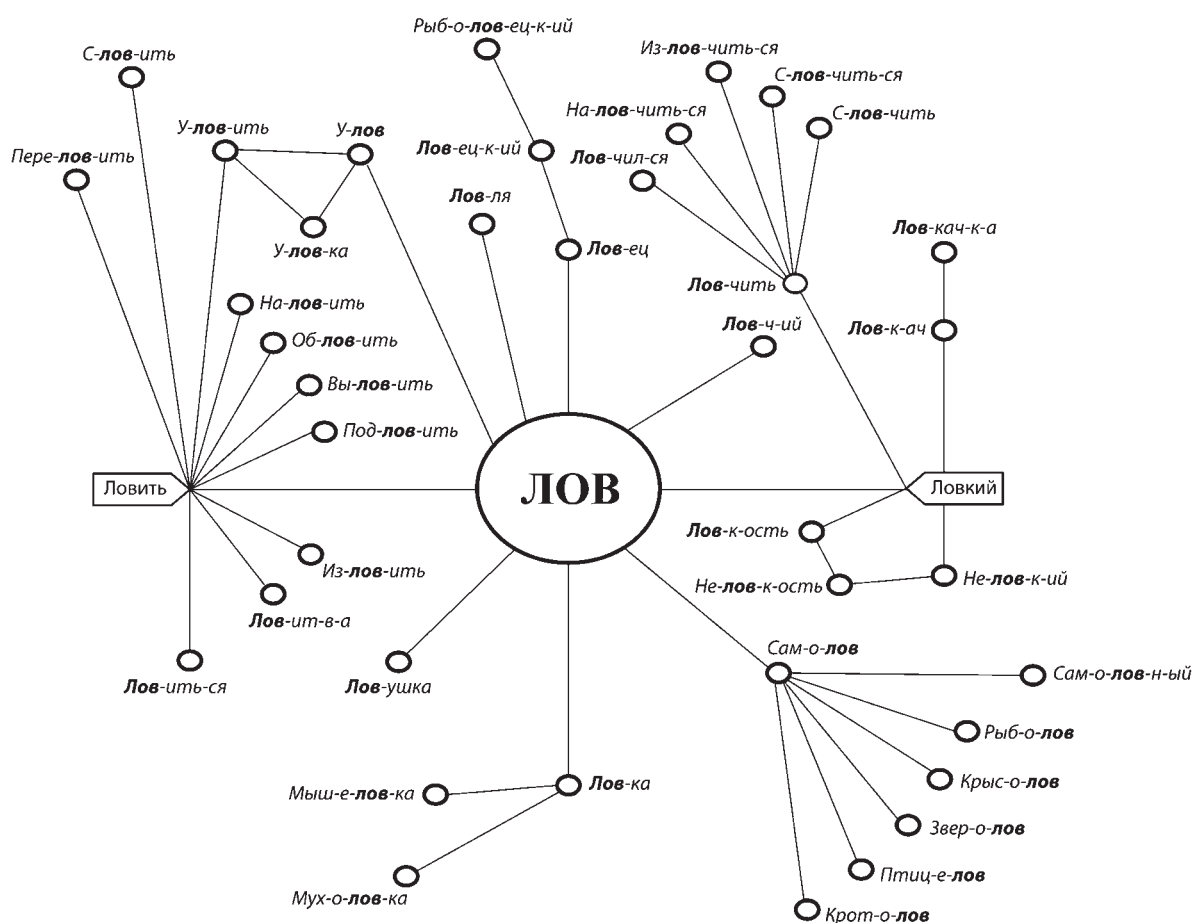 Рыб-о-лов-ец-к-ий
С-лов-ить
Из-лов-чить-ся
С-лов-чить-ся
На-лов-чить-ся
С-лов-чить
У-лов-ить
У-лов
Пере-лов-ить
Лов-ец-к-ий
Лов-чил-ся
Лов-ля
Лов-кач-к-а
У-лов-ка
Лов-ец
Лов-чить
На-лов-ить
Лов-ч-ий
Лов-к-ач
Об-лов-ить
Вы-лов-ить
Под-лов-ить
Ловить
ЛОВ
Ловкий
Лов-к-ость
Из-лов-ить
Не-лов-к-ость
Не-лов-к-ий
Лов-ит-в-а
Сам-о-лов
Лов-ить-ся
Лов-ушка
Сам-о-лов-н-ый
Рыб-о-лов
Крыс-о-лов
Мыш-е-лов-ка
Лов-ка
Звер-о-лов
Птиц-е-лов
Мух-о-лов-ка
Крот-о-лов